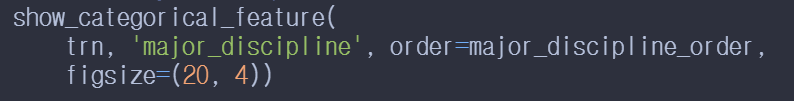 show_categorical_feature(
    trn, 'major_discipline', order=major_discipline_order,
    figsize=(20, 4))